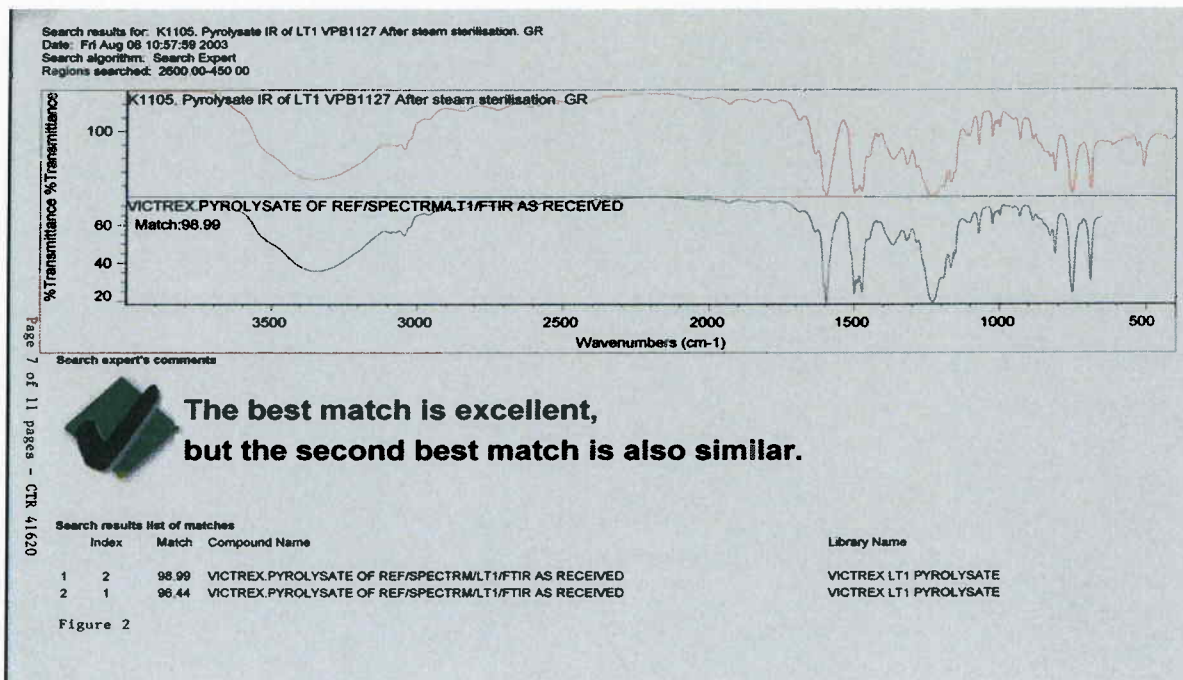 Search results for: K1105. Pyrolysate IR of LT1 VPB1127 After steam sterilisation. GR
Date: Fri Aug 08 10:57:59 2003
Search algorithm: Search Expert
Regions searched: 2600.00-450.00
K1105. Pyrolysate IR of LT1 VPB1127 After steam sterilisation. GR
%Transmittance
100
VICTREX.PYROLYSATE OF REF/SPECTRM/LT1/FTIR AS RECEIVED
Match:98.99
%Transmittance
60
40
20
3500 3000 2500 2000 1500 1000 500
Wavenumbers (cm-1)
Search expert's comments
The best match is excellent,
but the second best match is also similar.
Page 7 of 11 pages - CTR 41620
Search results list of matches
Index Match Compound Name Library Name
1 2 98.99 VICTREX.PYROLYSATE OF REF/SPECTRM/LT1/FTIR AS RECEIVED VICTREX LT1 PYROLYSATE
2 1 96.44 VICTREX.PYROLYSATE OF REF/SPECTRM/LT1/FTIR AS RECEIVED VICTREX LT1 PYROLYSATE
Figure 2